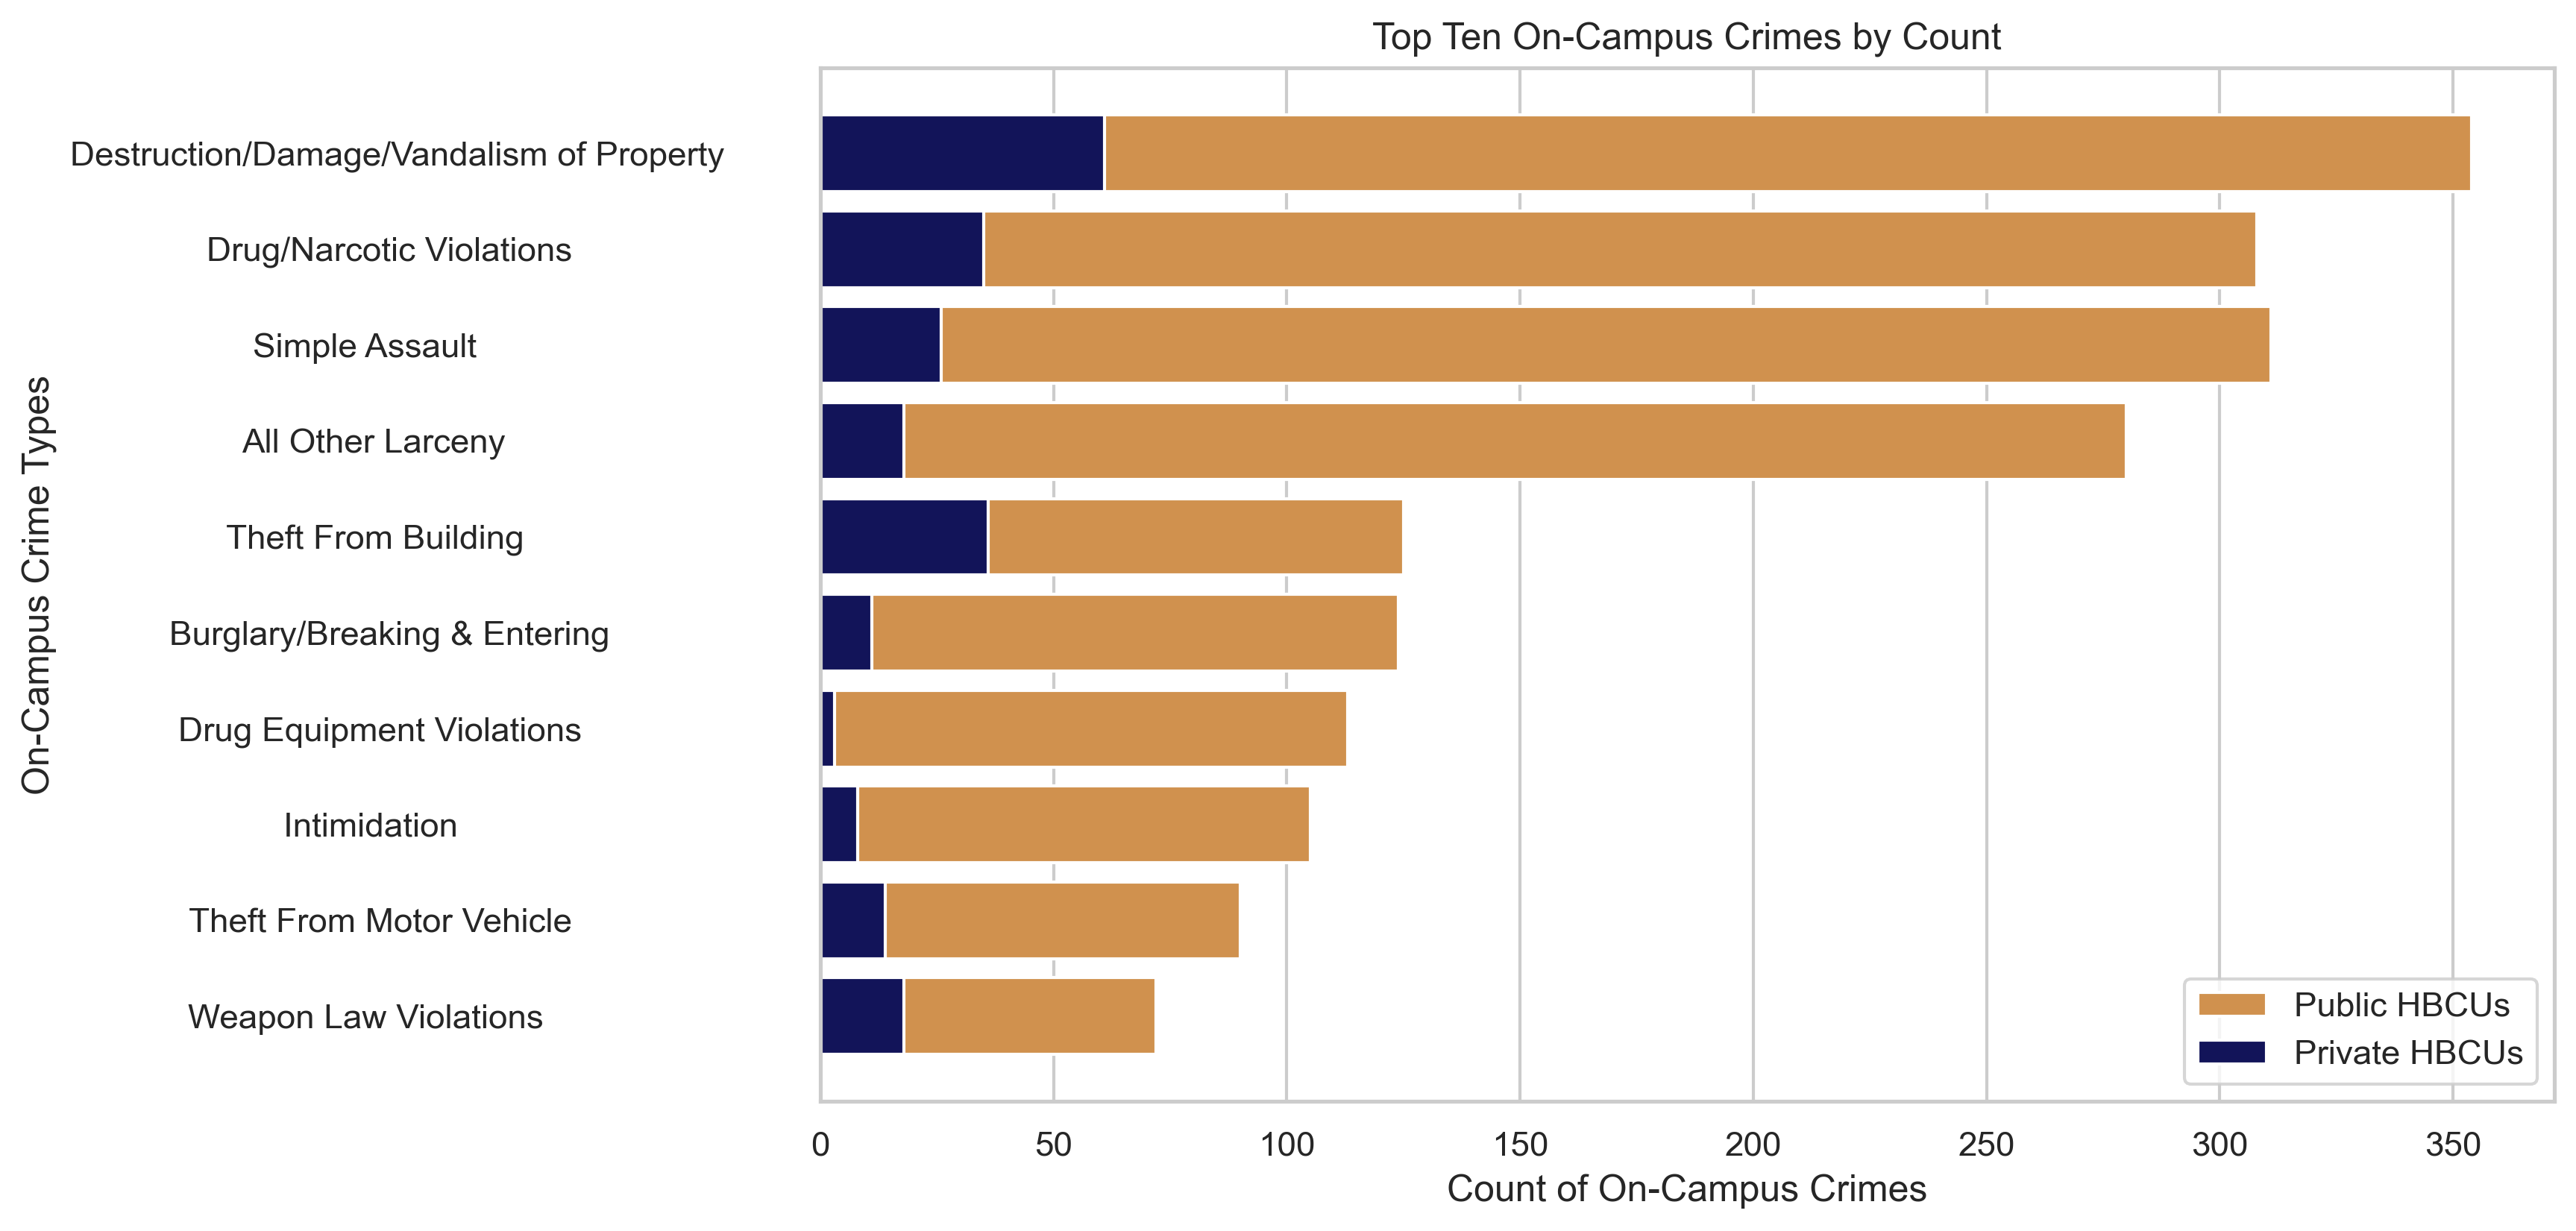 Top Ten On-Campus Crimes by Count
On-Campus Crime Types
Destruction/Damage/Vandalism of Property
Drug/Narcotic Violations
Simple Assault
All Other Larceny
Theft From Building
Burglary/Breaking & Entering
Drug Equipment Violations
Intimidation
Theft From Motor Vehicle
Weapon Law Violations
Public HBCUs
Private HBCUs
0 50 100 150 200 250 300 350
Count of On-Campus Crimes